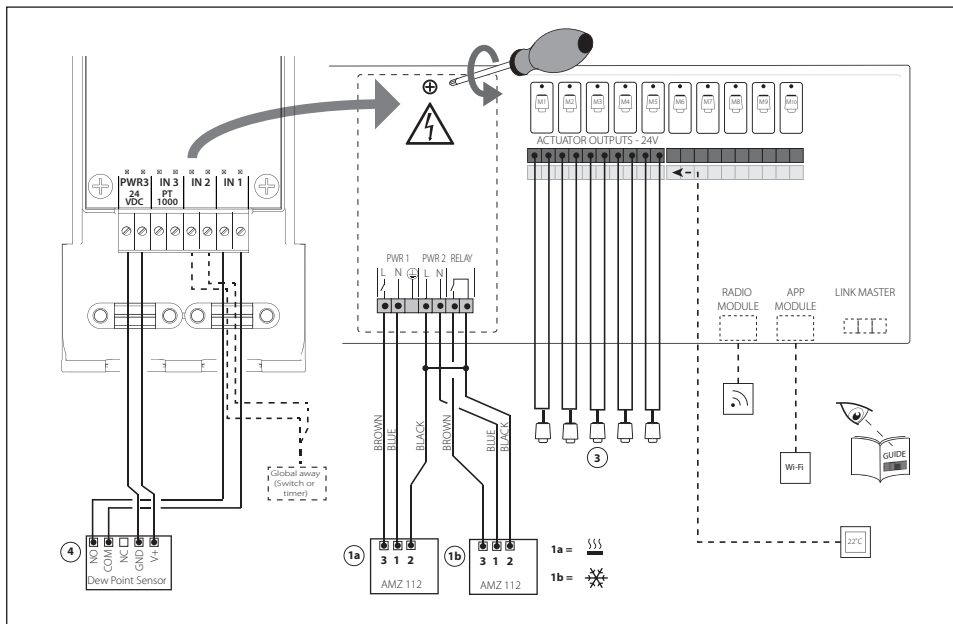 M1 M2 M3 M4 M5 M6 M7 M8 M9 M10
ACTUATOR OUTPUTS - 24V
PWR3 IN 3 IN 2 IN 1
24 PT
VDC 1000
PWR 1 PWR 2 RELAY
L N L N
RADIO
MODULE
APP
MODULE
LINK MASTER
BROWN
BLUE
BLACK
BROWN
BLUE
BLACK
3
GUIDE
Wi-Fi
Global away
(Switch or
timer)
22°C
4
NO
COM
NC
GND
V+
Dew Point Sensor
1a
3 1 2
AMZ 112
1b
3 1 2
AMZ 112
1a =
1b =